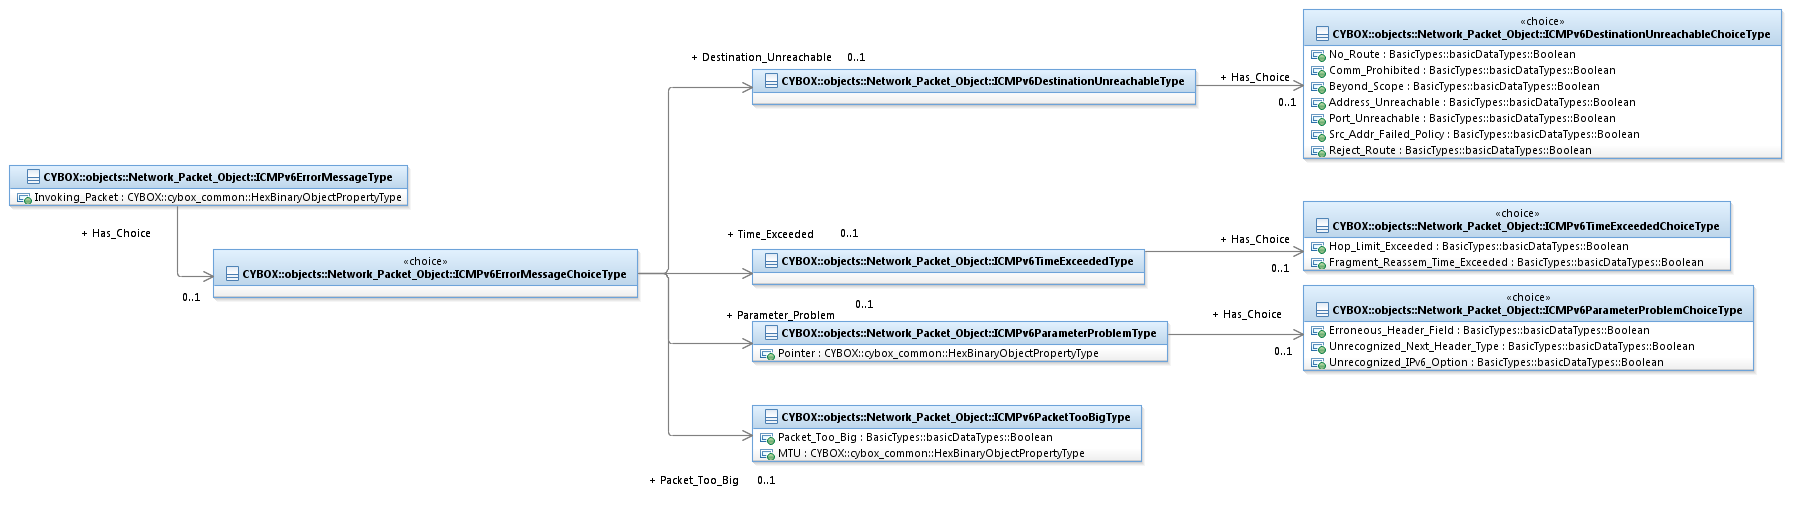 «choice»
CYBOX::objects::Network_Packet_Object::ICMPv6DestinationUnreachableChoiceType
No_Route : BasicTypes::basicDataTypes::Boolean
Comm_Prohibited : BasicTypes::basicDataTypes::Boolean
Beyond_Scope : BasicTypes::basicDataTypes::Boolean
Address_Unreachable : BasicTypes::basicDataTypes::Boolean
Port_Unreachable : BasicTypes::basicDataTypes::Boolean
Src_Addr_Failed_Policy : BasicTypes::basicDataTypes::Boolean
Reject_Route : BasicTypes::basicDataTypes::Boolean
+ Destination_Unreachable 0..1
CYBOX::objects::Network_Packet_Object::ICMPv6DestinationUnreachableType
+ Has_Choice
0..1
CYBOX::objects::Network_Packet_Object::ICMPv6ErrorMessageType
Invoking_Packet : CYBOX::cybox_common::HexBinaryObjectPropertyType
+ Has_Choice
0..1
«choice»
CYBOX::objects::Network_Packet_Object::ICMPv6ErrorMessageChoiceType
+ Time_Exceeded 0..1
CYBOX::objects::Network_Packet_Object::ICMPv6TimeExceededType
+ Has_Choice
0..1
«choice»
CYBOX::objects::Network_Packet_Object::ICMPv6TimeExceededChoiceType
Hop_Limit_Exceeded : BasicTypes::basicDataTypes::Boolean
Fragment_Reassem_Time_Exceeded : BasicTypes::basicDataTypes::Boolean
0..1
+ Parameter_Problem
CYBOX::objects::Network_Packet_Object::ICMPv6ParameterProblemType
Pointer : CYBOX::cybox_common::HexBinaryObjectPropertyType
+ Has_Choice
0..1
«choice»
CYBOX::objects::Network_Packet_Object::ICMPv6ParameterProblemChoiceType
Erroneous_Header_Field : BasicTypes::basicDataTypes::Boolean
Unrecognized_Next_Header_Type : BasicTypes::basicDataTypes::Boolean
Unrecognized_IPv6_Option : BasicTypes::basicDataTypes::Boolean
CYBOX::objects::Network_Packet_Object::ICMPv6PacketTooBigType
Packet_Too_Big : BasicTypes::basicDataTypes::Boolean
MTU : CYBOX::cybox_common::HexBinaryObjectPropertyType
+ Packet_Too_Big 0..1